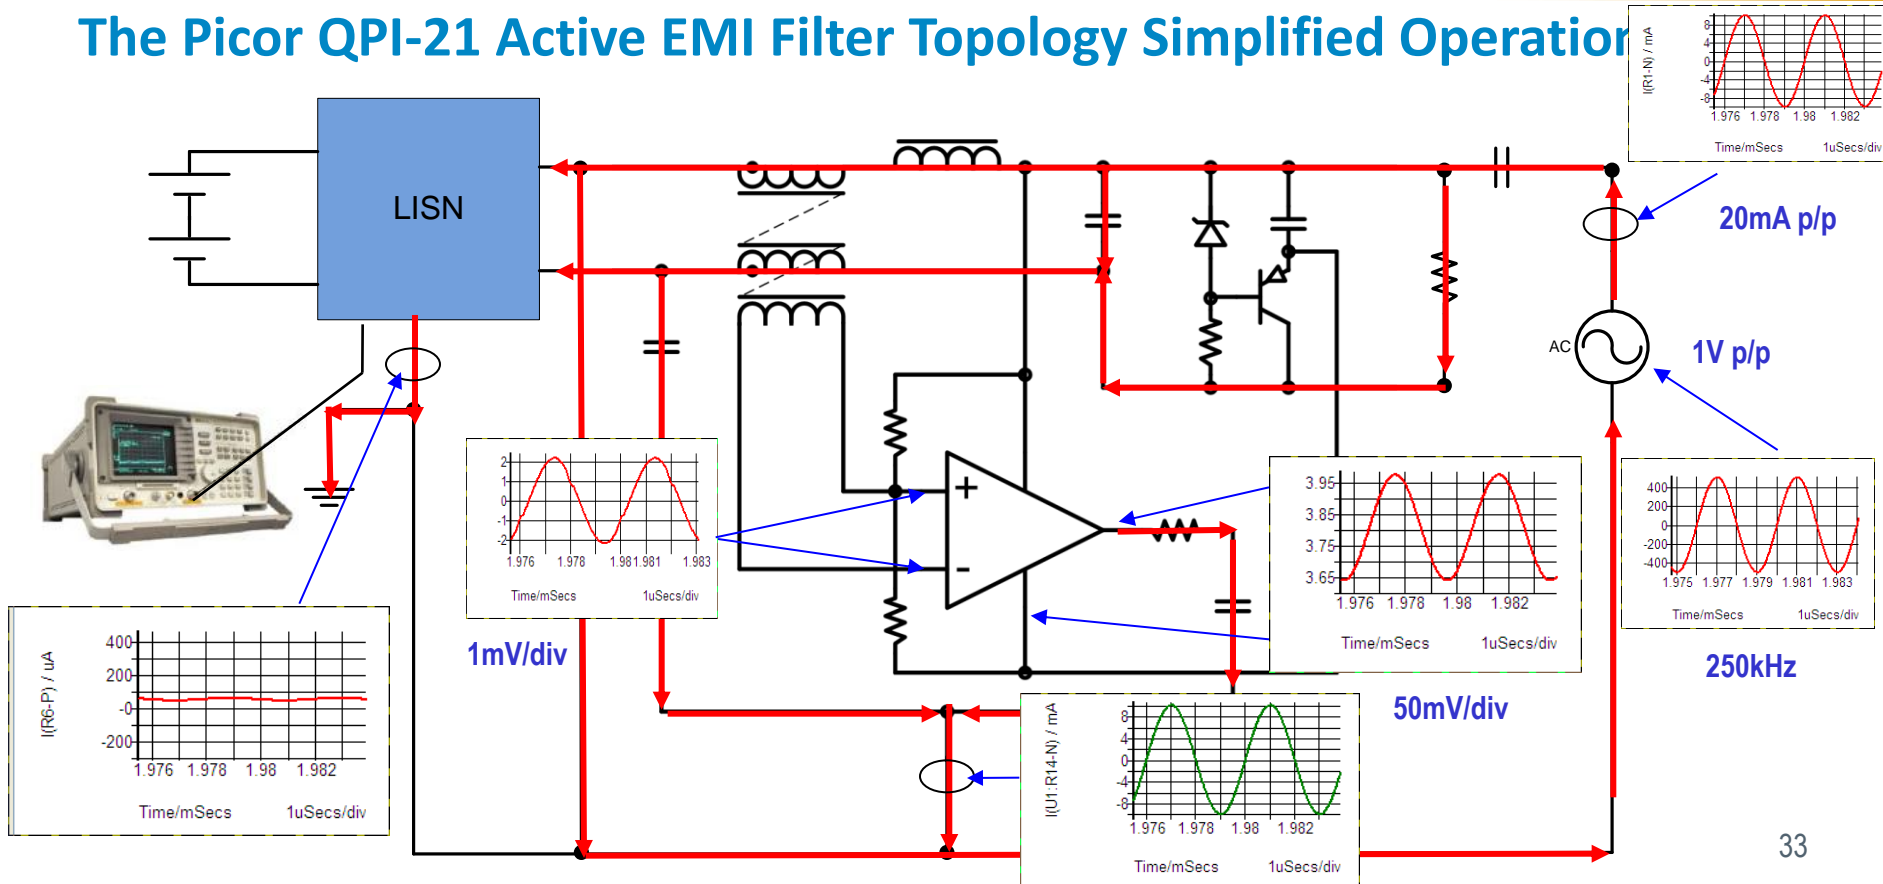 The Picor QPI-21 Active EMI Filter Topology Simplified Operation
I(R1-N) / mA
8
4
0
-4
-8
1.976 1.978 1.98 1.982
Time/mSecs 1uSecs/div
20mA p/p
LISN
AC
1V p/p
2
1
0
-1
-2
1.976 1.978 1.981 1.981 1.983
Time/mSecs 1uSecs/div
1mV/div
+
-
3.95
3.85
3.75
3.65
1.976 1.978 1.98 1.982
Time/mSecs 1uSecs/div
50mV/div
400
200
0
-200
-400
1.975 1.977 1.979 1.981 1.983
Time/mSecs 1uSecs/div
250kHz
I(R6-P) / uA
400
200
-0
-200
1.976 1.978 1.98 1.982
Time/mSecs 1uSecs/div
I(U1:R14-N) / mA
8
4
0
-4
-8
1.976 1.978 1.98 1.982
Time/mSecs 1uSecs/div
33